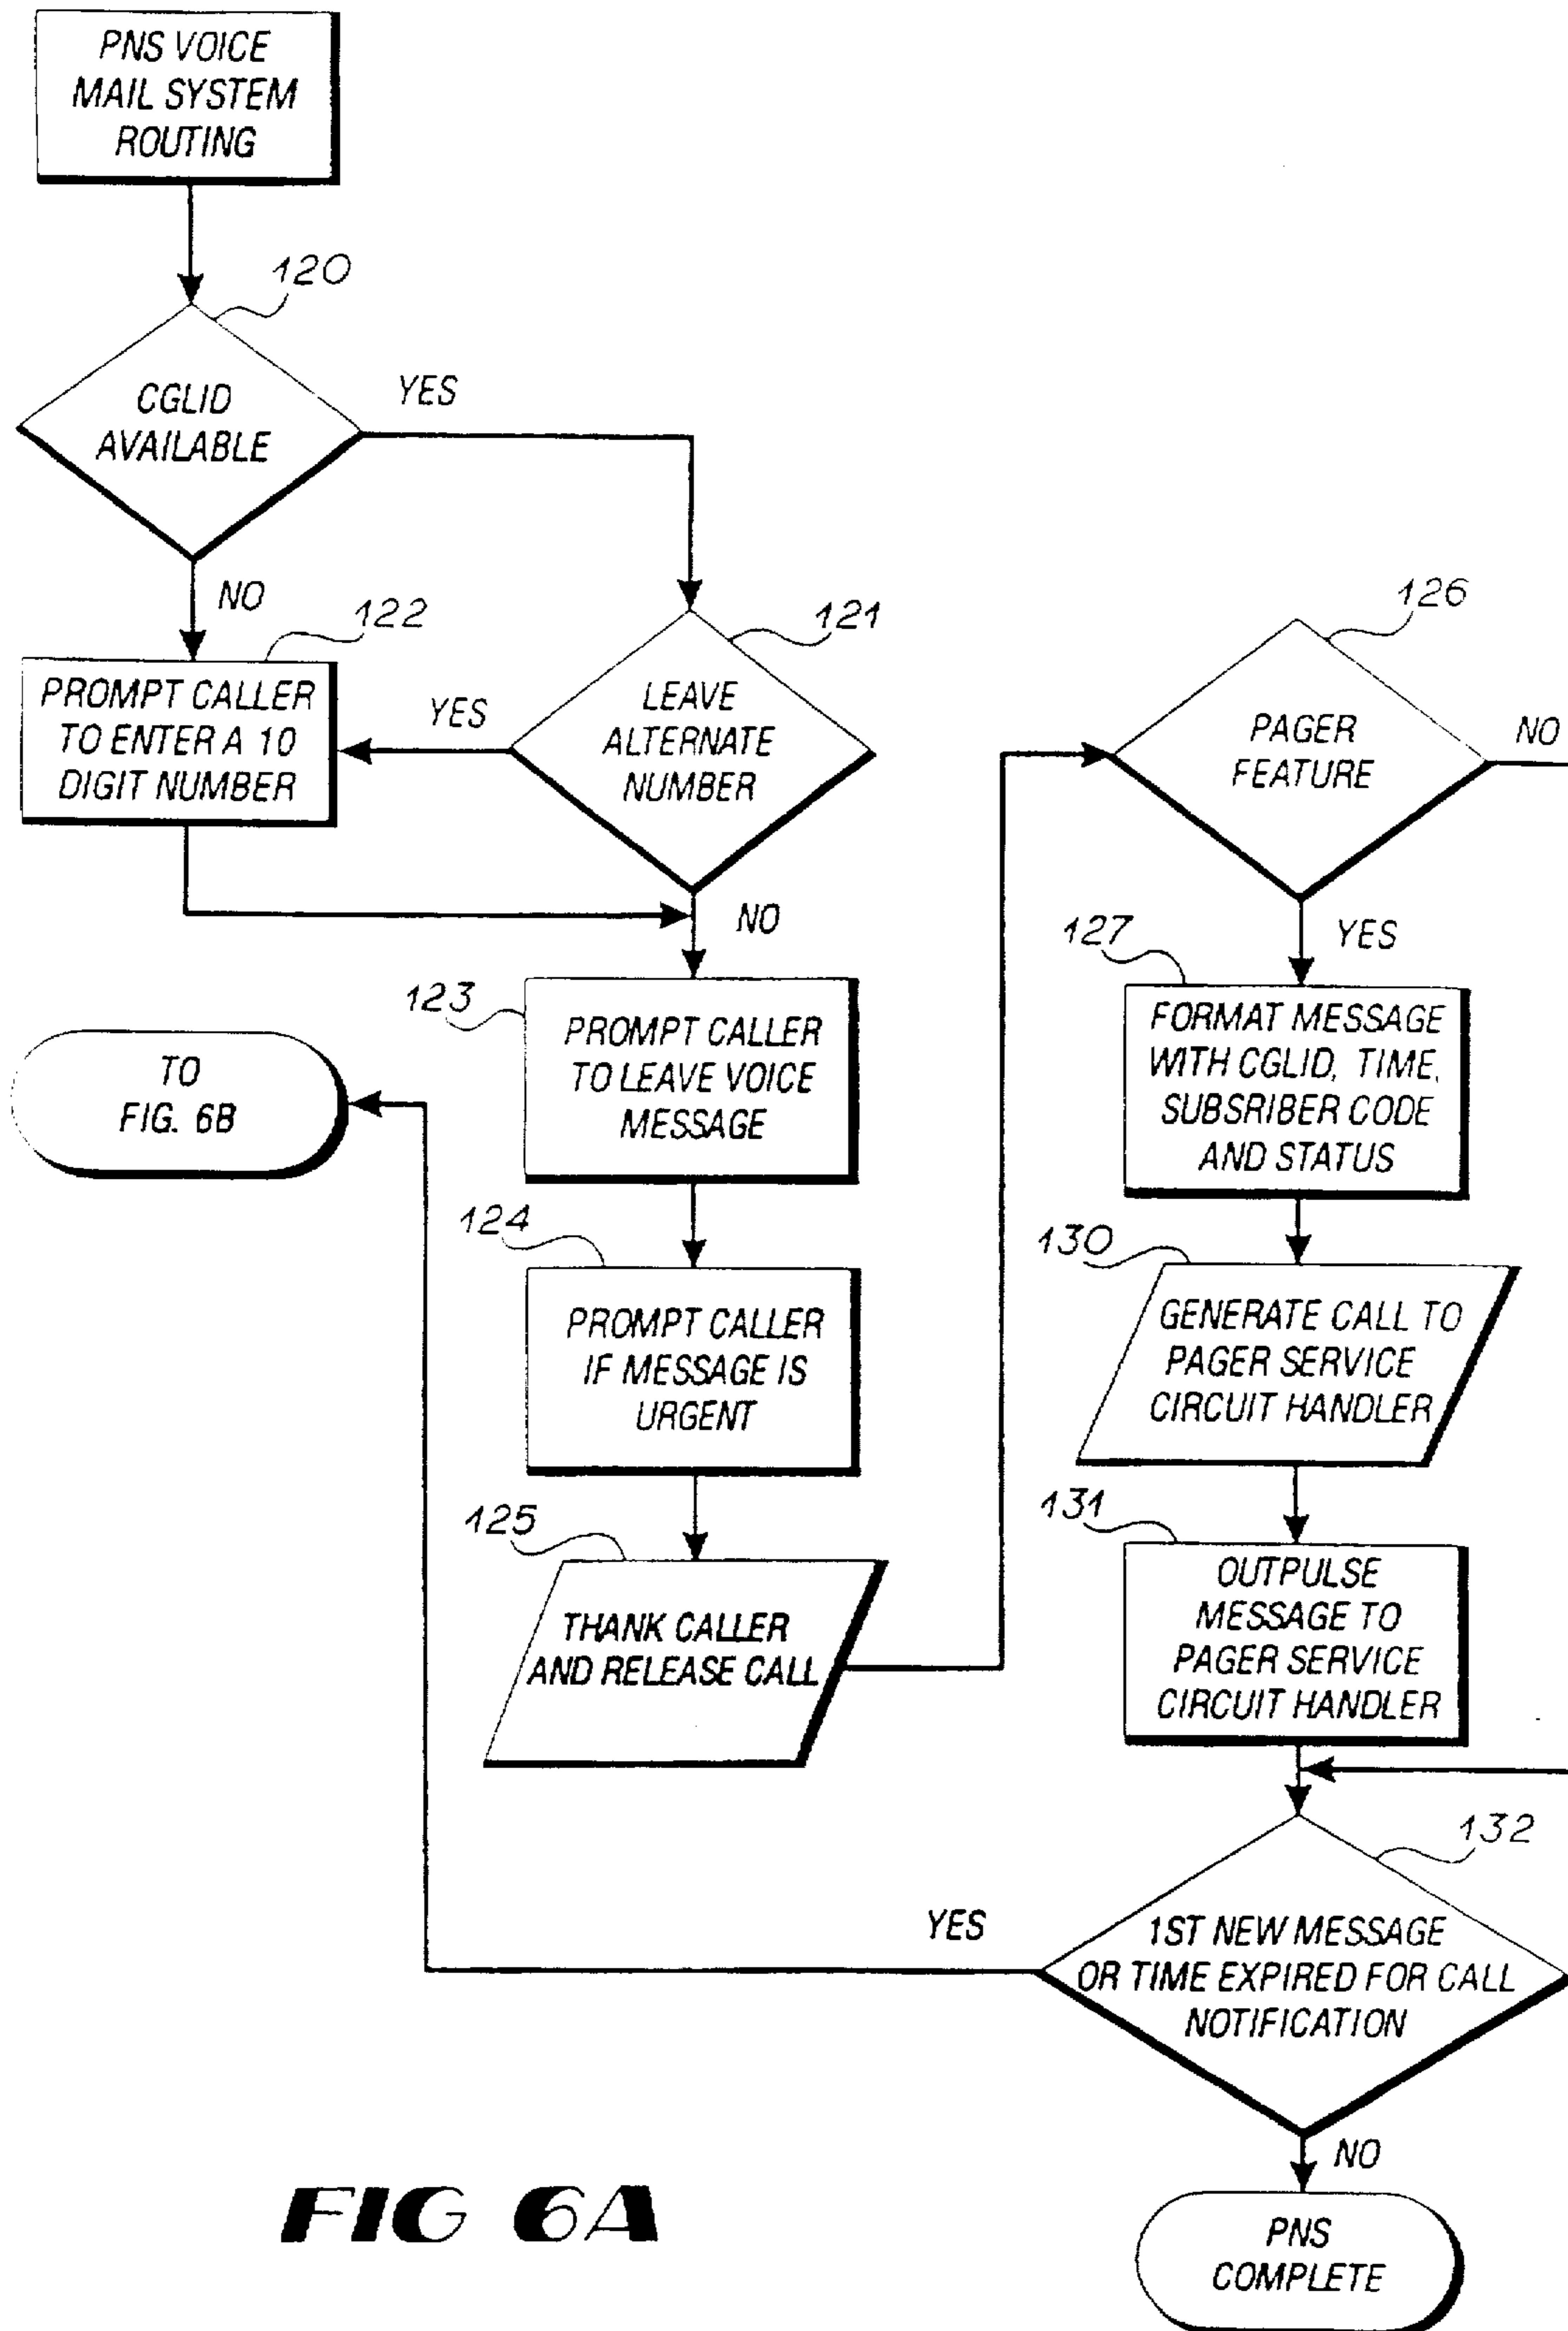 PNS VOICE
MAIL SYSTEM
ROUTING
120
CGLID
AVAILABLE
YES
NO
122
PROMPT CALLER
TO ENTER A 10
DIGIT NUMBER
121
LEAVE
ALTERNATE
NUMBER
YES
NO
123
PROMPT CALLER
TO LEAVE VOICE
MESSAGE
TO
FIG. 6B
124
PROMPT CALLER
IF MESSAGE IS
URGENT
125
THANK CALLER
AND RELEASE CALL
126
PAGER
FEATURE
NO
YES
127
FORMAT MESSAGE
WITH CGLID, TIME,
SUBSRIBER CODE
AND STATUS
130
GENERATE CALL TO
PAGER SERVICE
CIRCUIT HANDLER
131
OUTPULSE
MESSAGE TO
PAGER SERVICE
CIRCUIT HANDLER
132
1ST NEW MESSAGE
OR TIME EXPIRED FOR CALL
NOTIFICATION
YES
NO
PNS
COMPLETE
FIG 6A